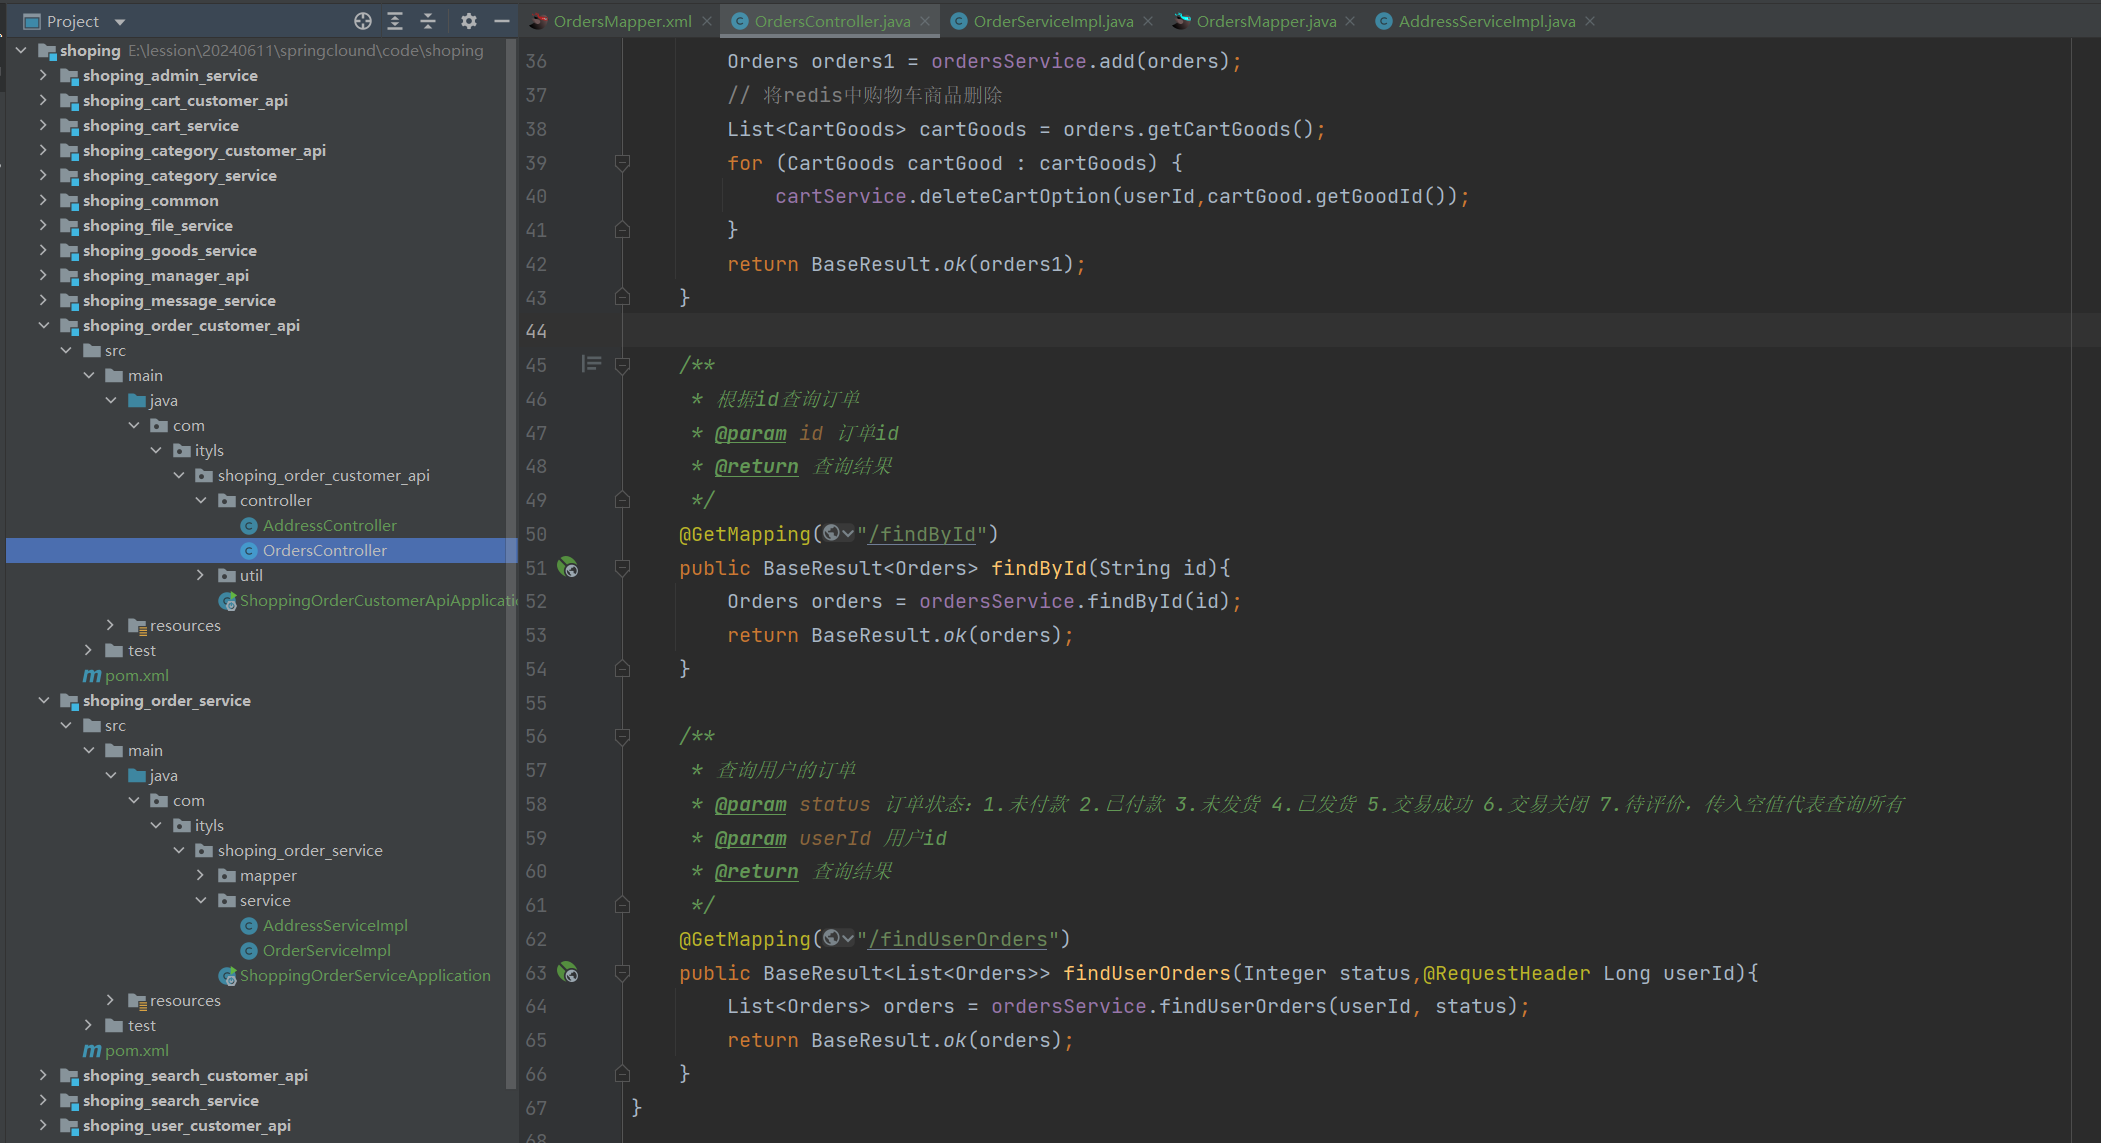 Project
shoping E:\lession\20240611\springclound\code\shoping
shoping_admin_service
shoping_cart_customer_api
shoping_cart_service
shoping_category_customer_api
shoping_category_service
shoping_common
shoping_file_service
shoping_goods_service
shoping_manager_api
shoping_message_service
shoping_order_customer_api
src
main
java
com
ityls
shoping_order_customer_api
controller
AddressController
OrdersController
util
ShoppingOrderCustomerApiApplicati
resources
test
pom.xml
shoping_order_service
src
main
java
com
ityls
shoping_order_service
mapper
service
AddressServiceImpl
OrderServiceImpl
ShoppingOrderServiceApplication
resources
test
pom.xml
shoping_search_customer_api
shoping_search_service
shoping_user_customer_api
OrdersMapper.xml OrdersController.java OrderServiceImpl.java OrdersMapper.java AddressServiceImpl.java
36 Orders orders1 = ordersService.add(orders);
37 // 将redis中购物车商品删除
38 List<CartGoods> cartGoods = orders.getCartGoods();
39 for (CartGoods cartGood : cartGoods) {
40 cartService.deleteCartOption(userId,cartGood.getGoodId());
41 }
42 return BaseResult.ok(orders1);
43 }
44
45 /**
46 * 根据id查询订单
47 * @param id 订单id
48 * @return 查询结果
49 */
50 @GetMapping("/findById")
51 public BaseResult<Orders> findById(String id){
52 Orders orders = ordersService.findById(id);
53 return BaseResult.ok(orders);
54 }
55
56 /**
57 * 查询用户的订单
58 * @param status 订单状态：1.未付款 2.已付款 3.未发货 4.已发货 5.交易成功 6.交易关闭 7.待评价，传入空值代表查询所有
59 * @param userId 用户id
60 * @return 查询结果
61 */
62 @GetMapping("/findUserOrders")
63 public BaseResult<List<Orders>> findUserOrders(Integer status,@RequestHeader Long userId){
64 List<Orders> orders = ordersService.findUserOrders(userId, status);
65 return BaseResult.ok(orders);
66 }
67 }
68